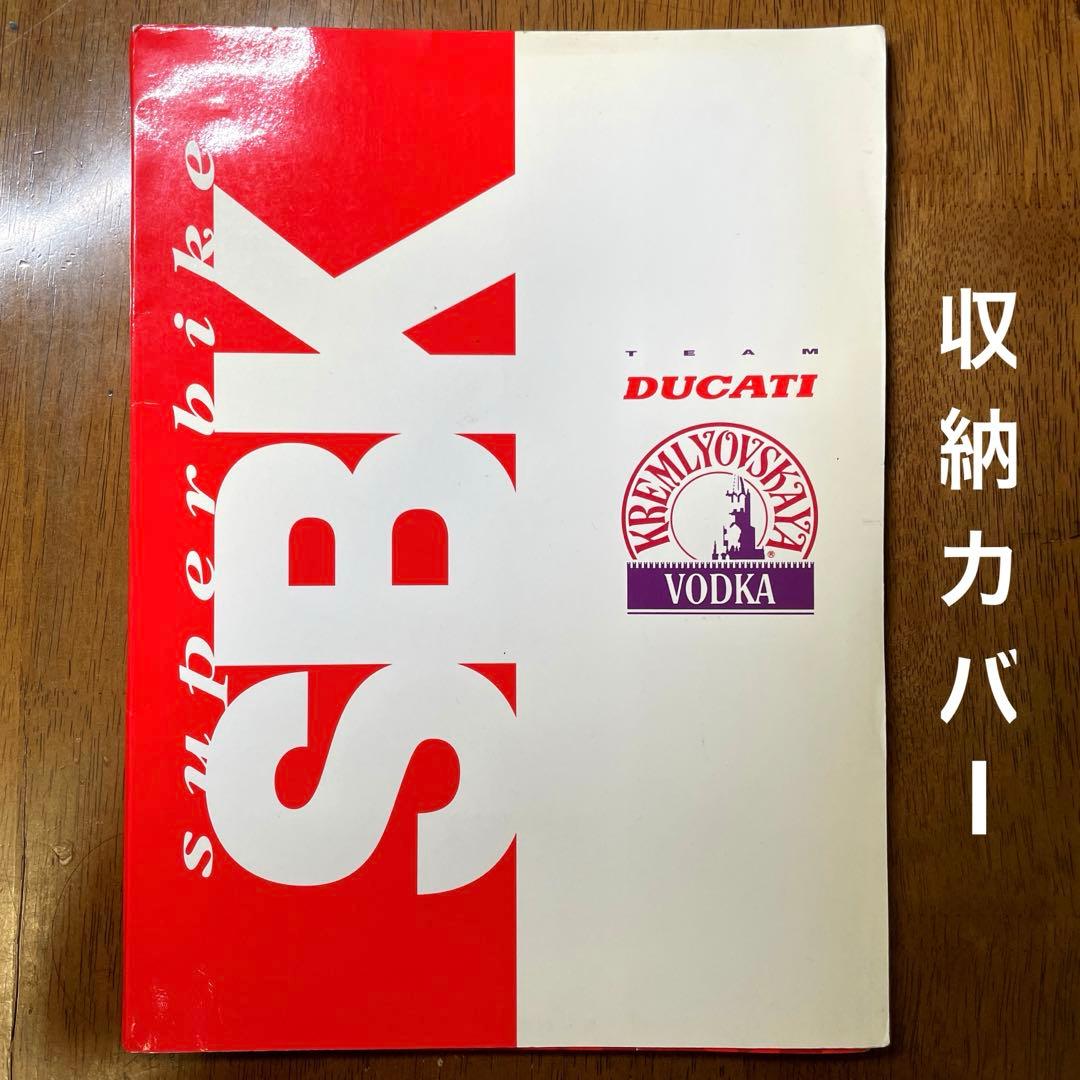 superbike
SBK
TEAM
DUCATI
KREMLYOVSKAYA
®
VODKA
収納カバー